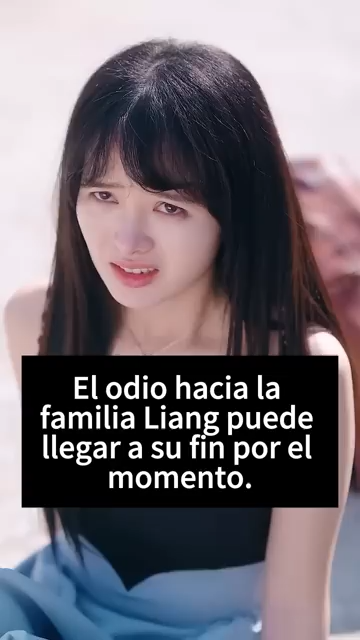 El odio hacia la
familia Liang puede
llegar a su fin por el
momento.